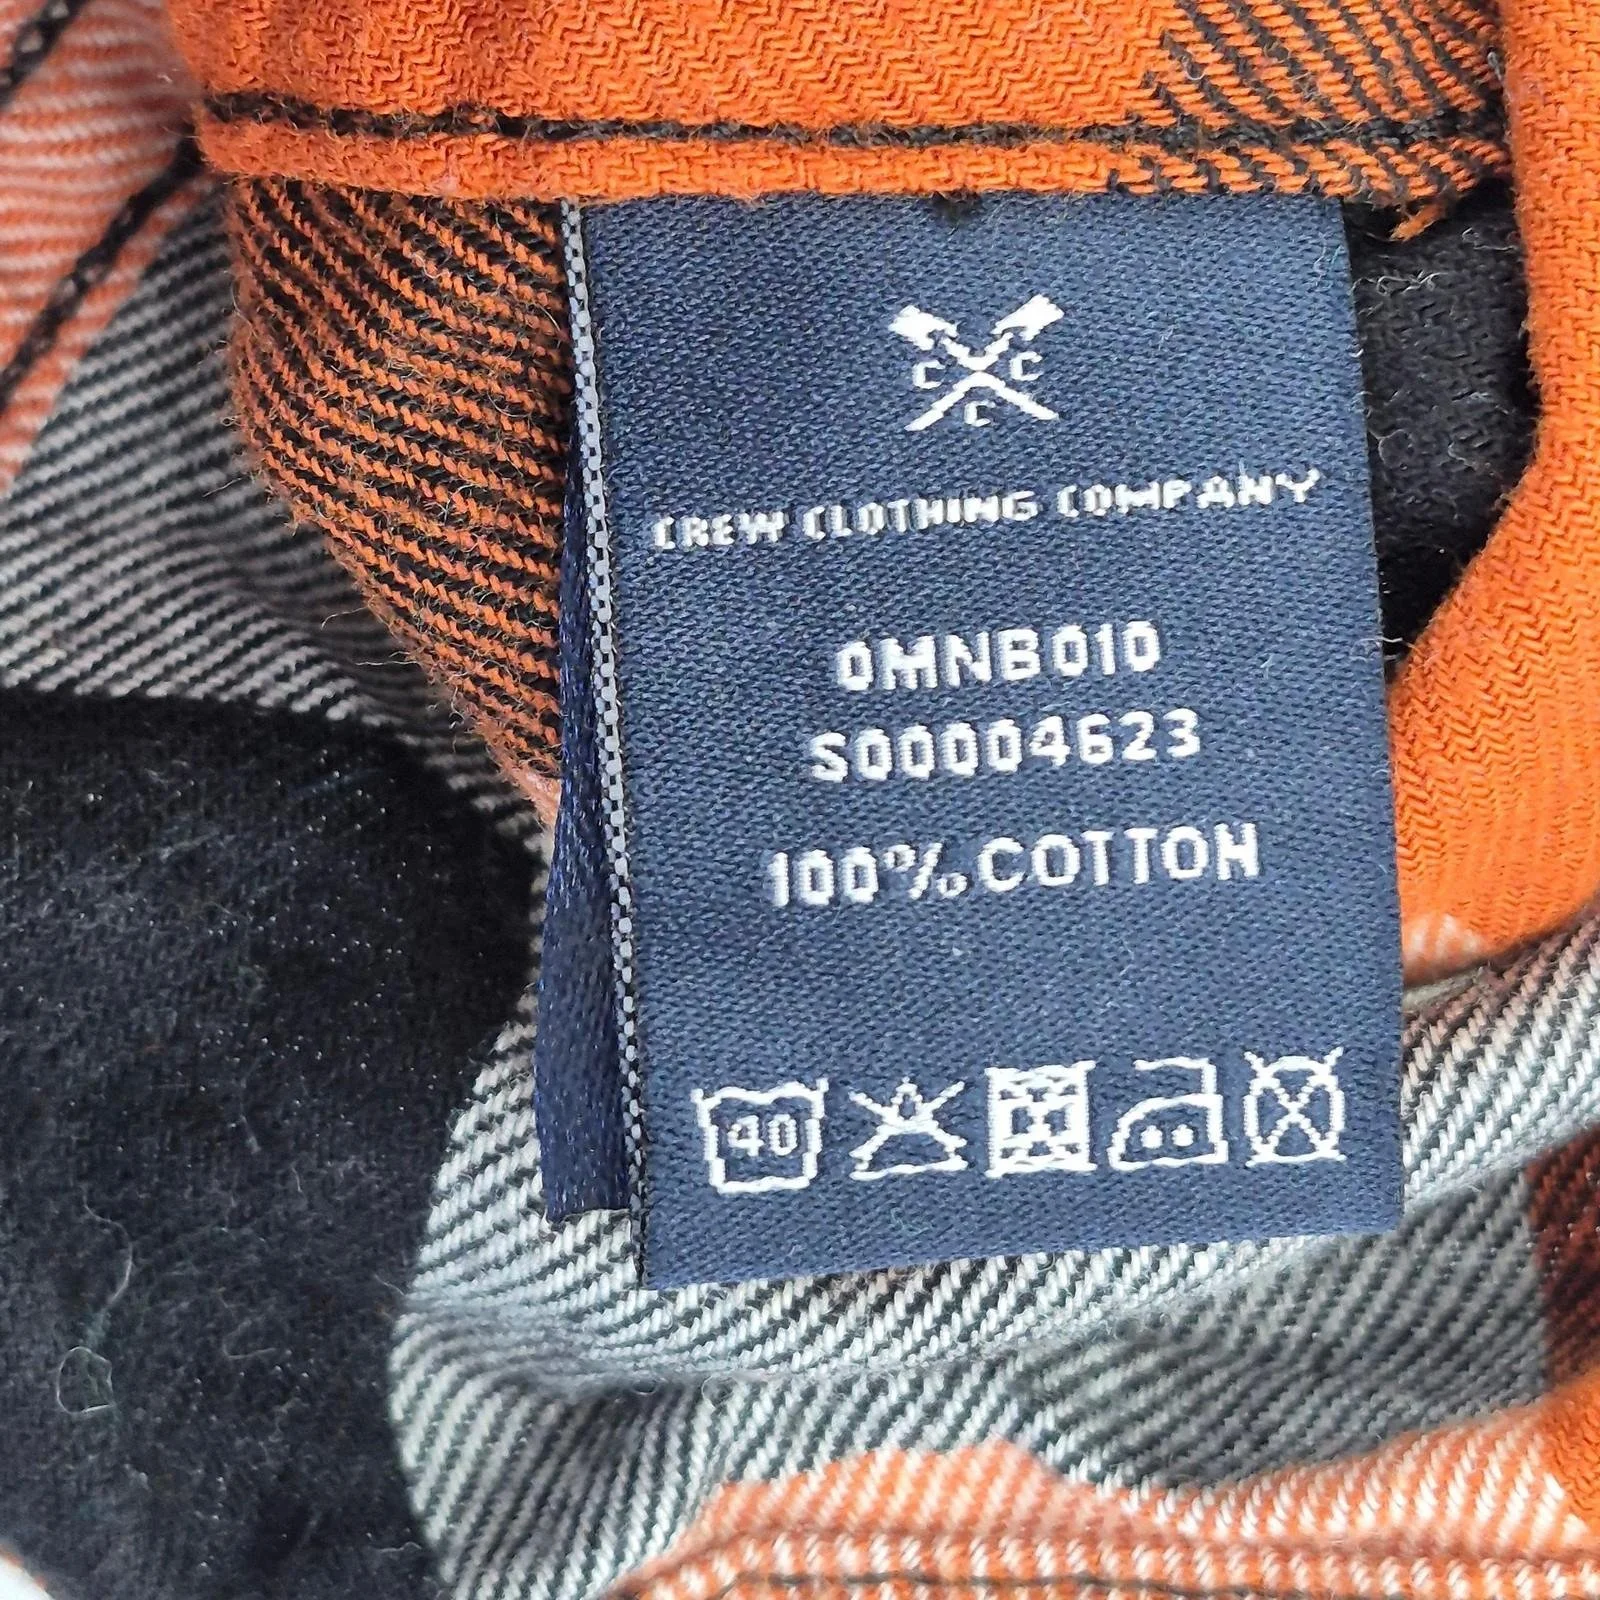 C C
C
CREW CLOTHING COMPANY
0MNB010
S00004623
100% COTTON
40